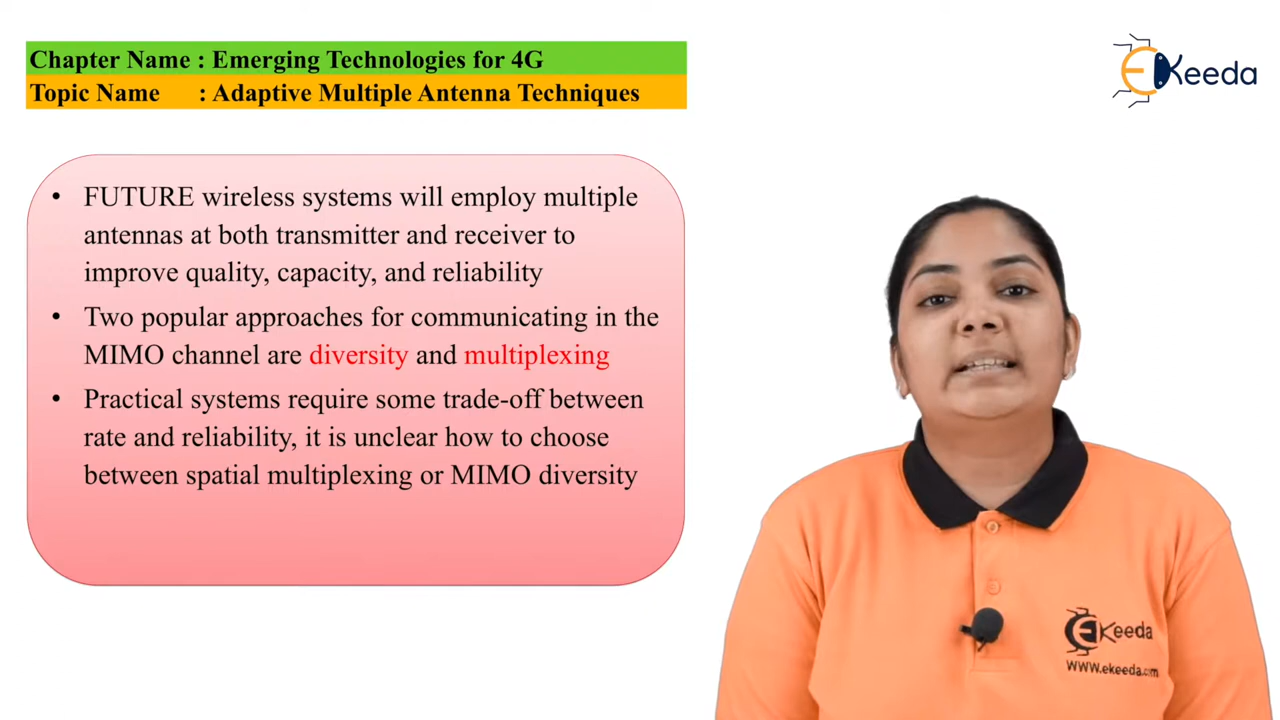 Chapter Name : Emerging Technologies for 4G
Topic Name : Adaptive Multiple Antenna Techniques
EKeeda
• FUTURE wireless systems will employ multiple
antennas at both transmitter and receiver to
improve quality, capacity, and reliability
• Two popular approaches for communicating in the
MIMO channel are diversity and multiplexing
• Practical systems require some trade-off between
rate and reliability, it is unclear how to choose
between spatial multiplexing or MIMO diversity
EKeeda
WWW.ekeeda.com